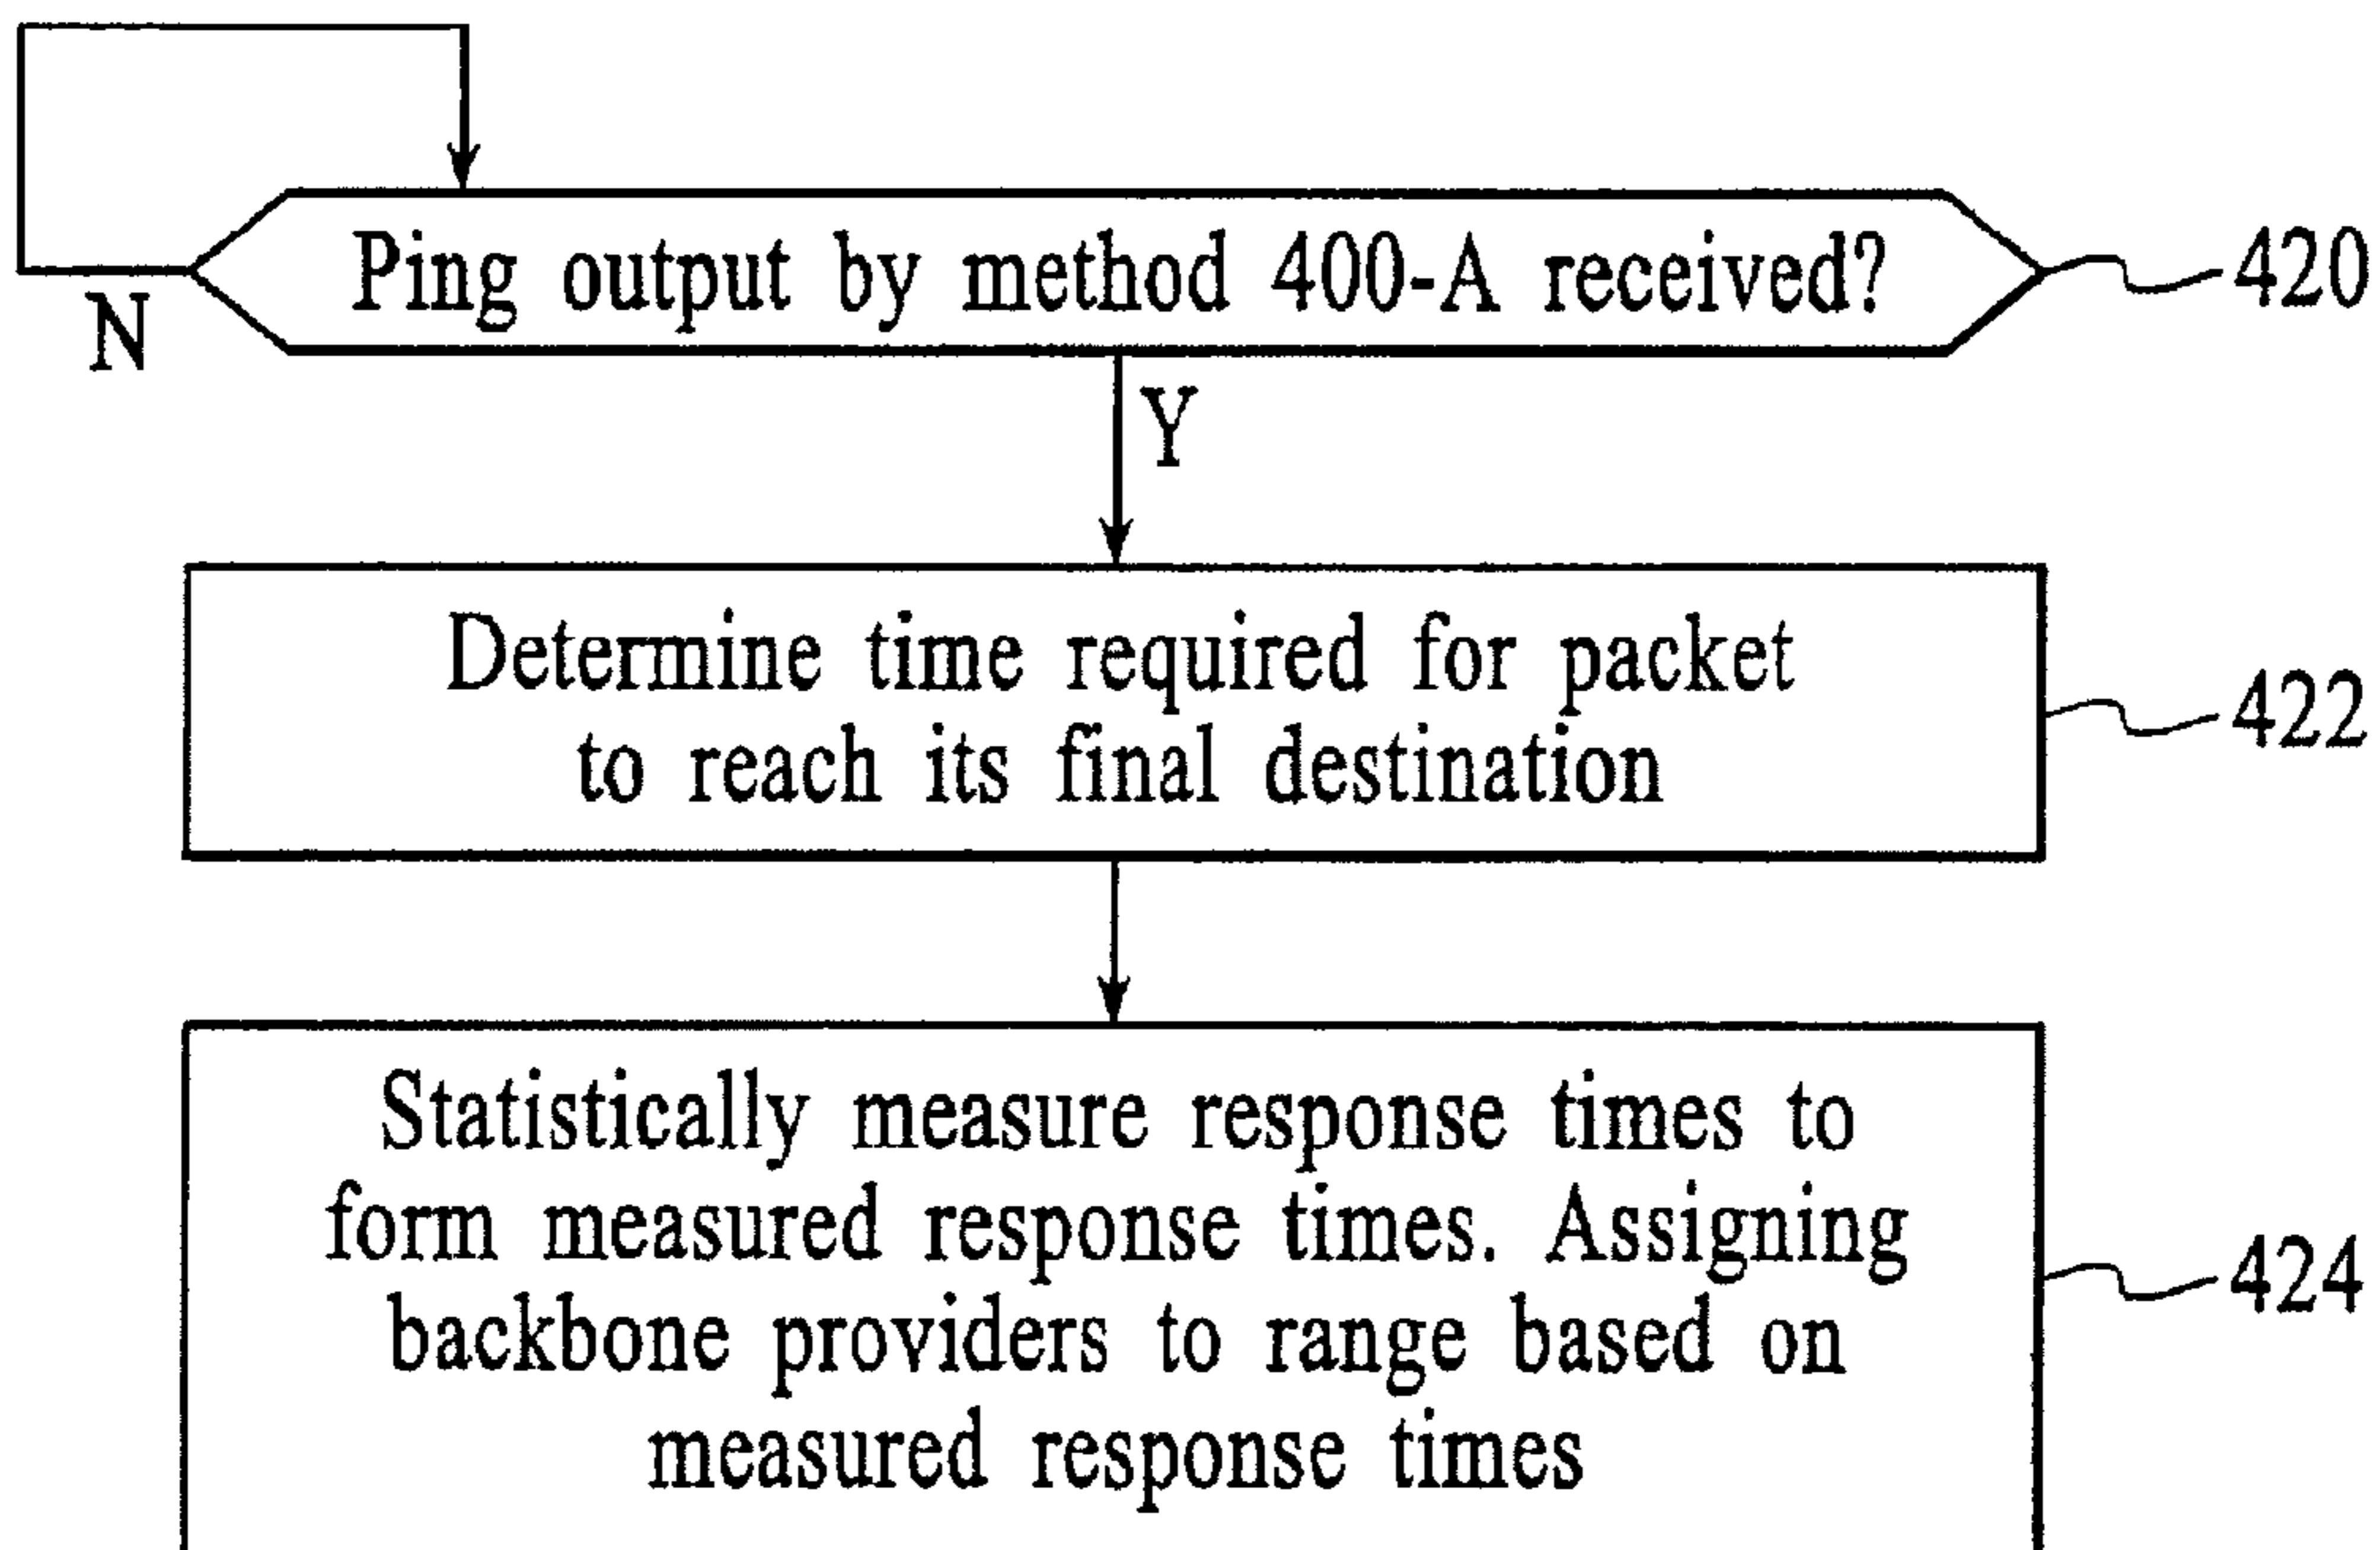 Ping output by method 400-A received?
420
N
Y
Determine time required for packet
to reach its final destination
422
Statistically measure response times to
form measured response times. Assigning
backbone providers to range based on
measured response times
424